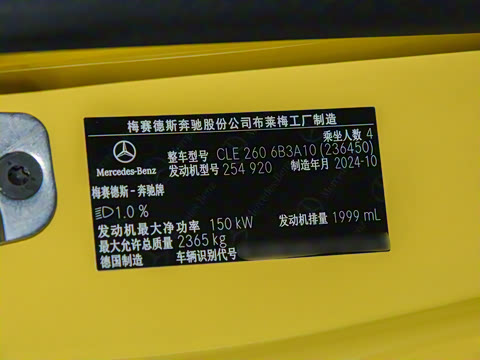 梅赛德斯奔驰股份公司布莱梅工厂制造
乘坐人数 4
整车型号 CLE 260 6B3A10 (236450)
Mercedes-Benz
发动机型号 254 920 制造年月 2024-10
梅赛德斯－奔驰牌
1.0 %
发动机最大净功率 150 kW 发动机排量 1999 mL
最大允许总质量 2365 kg
德国制造 车辆识别代号